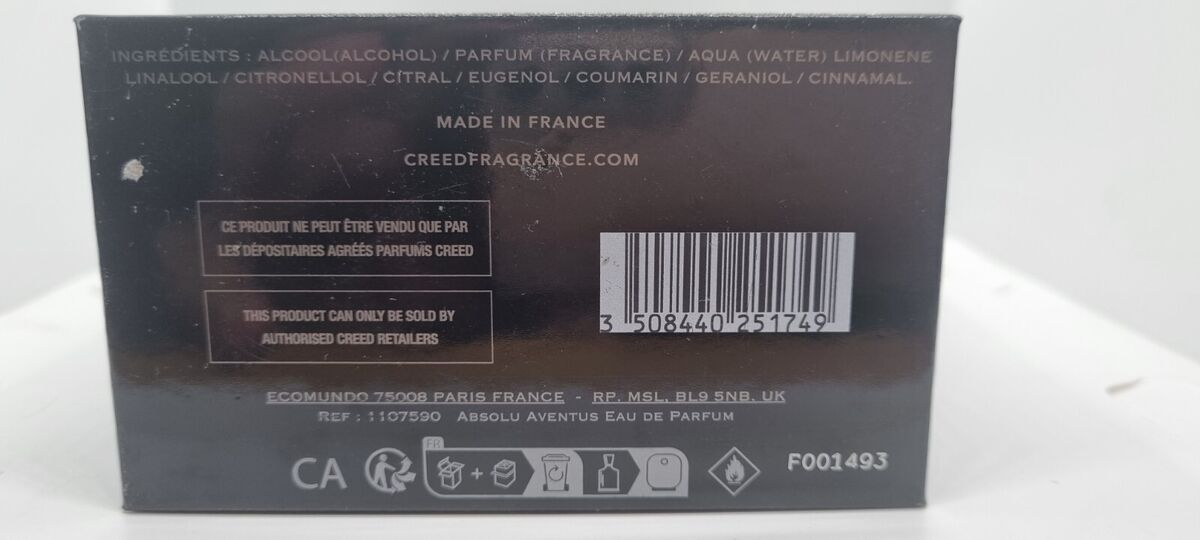 INGRÉDIENTS : ALCOOL(ALCOHOL) / PARFUM (FRAGRANCE) / AQUA (WATER) LIMONENE
LINALOOL / CITRONELLOL / CITRAL / EUGENOL / COUMARIN / GERANIOL / CINNAMAL.
MADE IN FRANCE
CREEDFRAGRANCE.COM
CE PRODUIT NE PEUT ÊTRE VENDU QUE PAR
LES DÉPOSITAIRES AGRÉÉS PARFUMS CREED
THIS PRODUCT CAN ONLY BE SOLD BY
AUTHORISED CREED RETAILERS
3 508440 251749
ECOMUNDO 75008 PARIS FRANCE - RP. MSL, BL9 5NB. UK
REF : 1107590 ABSOLU AVENTUS EAU DE PARFUM
CA
FR
F001493